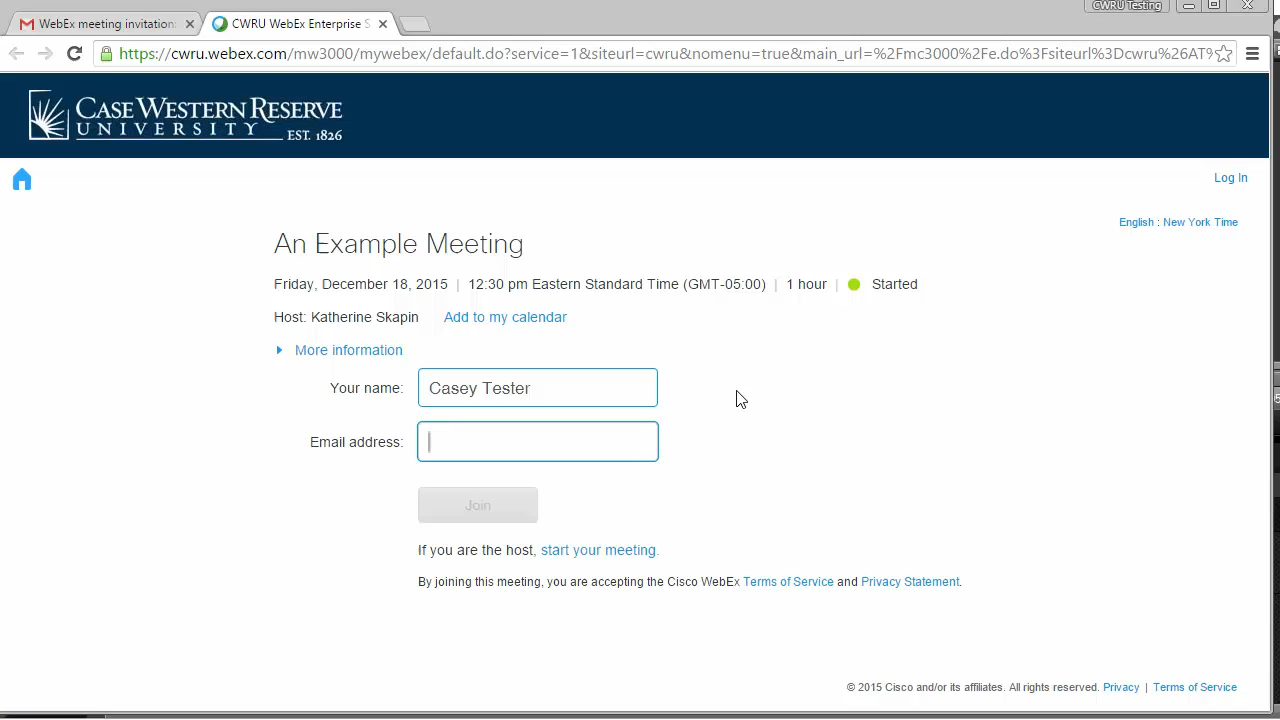 CWRU Testing
WebEx meeting invitation:
CWRU WebEx Enterprise S
https://cwru.webex.com/mw3000/mywebex/default.do?service=1&siteurl=cwru&nomenu=true&main_url=%2Fmc3000%2Fe.do%3Fsiteurl%3Dcwru%26AT%
CASE WESTERN RESERVE
UNIVERSITY EST. 1826
Log In
English : New York Time
An Example Meeting
Friday, December 18, 2015 | 12:30 pm Eastern Standard Time (GMT-05:00) | 1 hour | Started
Host: Katherine Skapin Add to my calendar
More information
Your name: Casey Tester
Email address:
Join
If you are the host, start your meeting.
By joining this meeting, you are accepting the Cisco WebEx Terms of Service and Privacy Statement.
© 2015 Cisco and/or its affiliates. All rights reserved. Privacy | Terms of Service